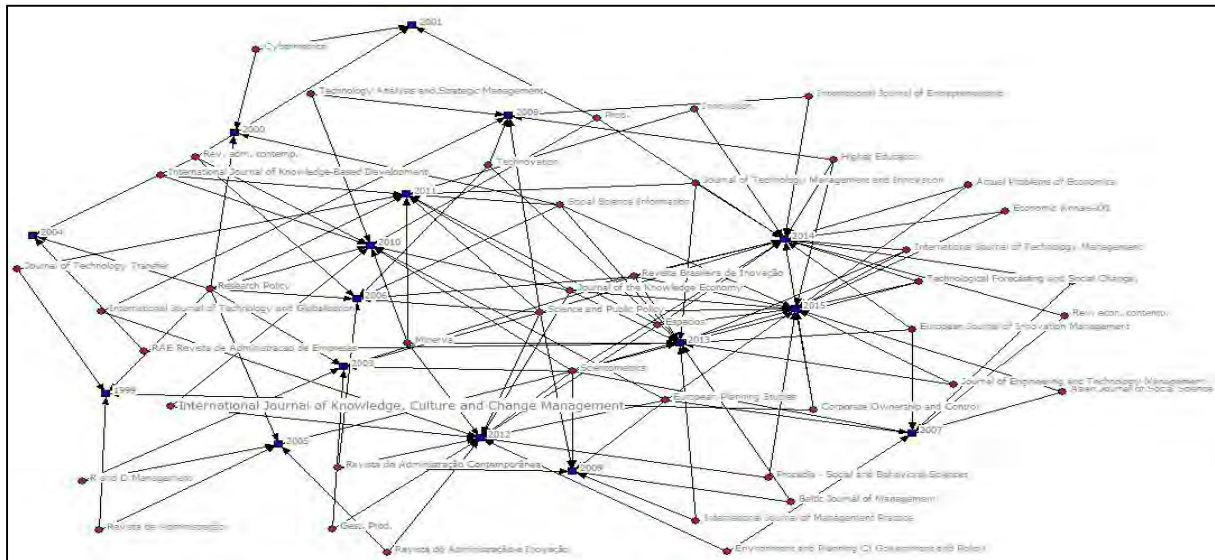 2001
Cybermetrics
Technology Analysis and Strategic Management
International Journal of Entrepreneurship
Innovation
2008
Prod.
2000
Rev. adm. contemp.
Technovation
Higher Education
International Journal of Knowledge-Based Development
Journal of Technology Management and Innovation
Actual Problems of Economics
2011
Social Science Information
Economic Annals-XXI
2004
2014
2010
International Journal of Technology Management
Journal of Technology Transfer
Revista Brasileira de Inovação
Technological Forecasting and Social Change
Research Policy
Journal of the Knowledge Economy
2006
International Journal of Technology and Globalisation
Science and Public Policy
2015
Rev. econ. contemp.
Espacios
European Journal of Innovation Management
Minerva
2013
RAE Revista de Administracao de Empresas
2003
Scientometrics
Journal of Engineering and Technology Management
1999
Asian Journal of Social Science
European Planning Studies
International Journal of Knowledge, Culture and Change Management
Corporate Ownership and Control
2007
2012
2005
Revista de Administração Contemporânea
2009
Procedia - Social and Behavioral Sciences
R and D Management
Baltic Journal of Management
International Journal of Management Practice
Revista de Administração
Gest. Prod.
Revista de Administração e Inovação
Environment and Planning C: Government and Policy